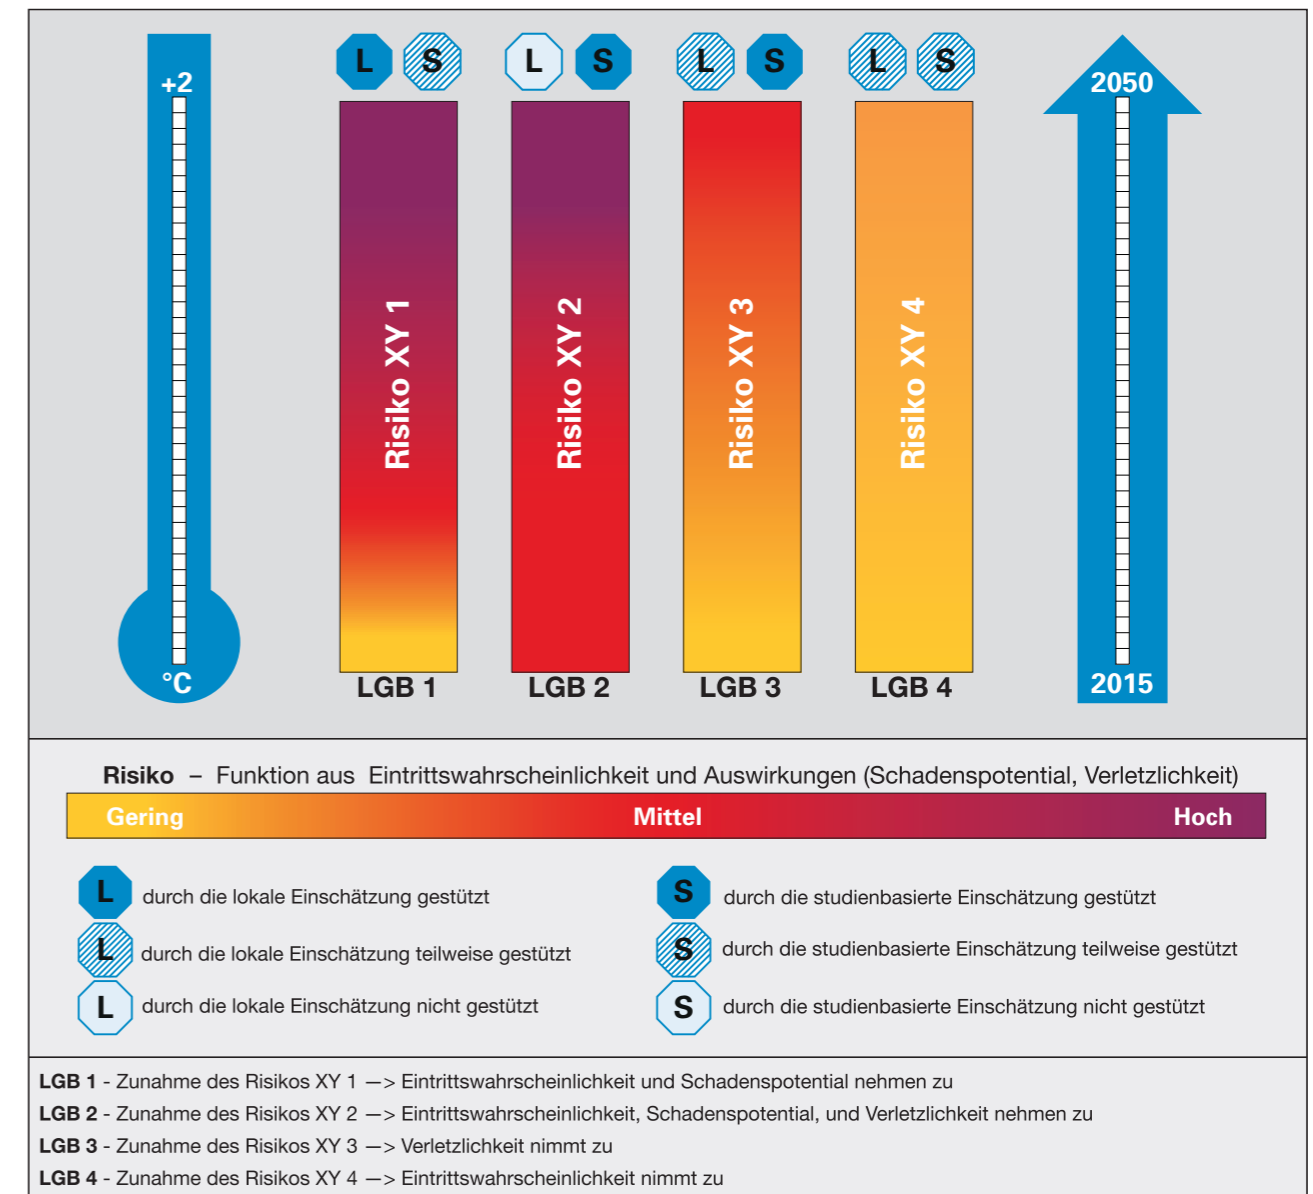 L S L S L S L S
+2
2050
Risiko XY 1
Risiko XY 2
Risiko XY 3
Risiko XY 4
°C
LGB 1 LGB 2 LGB 3 LGB 4
2015
Risiko – Funktion aus Eintrittswahrscheinlichkeit und Auswirkungen (Schadenspotential, Verletzlichkeit)
Gering Mittel Hoch
L durch die lokale Einschätzung gestützt
S durch die studienbasierte Einschätzung gestützt
L durch die lokale Einschätzung teilweise gestützt
S durch die studienbasierte Einschätzung teilweise gestützt
L durch die lokale Einschätzung nicht gestützt
S durch die studienbasierte Einschätzung nicht gestützt
LGB 1 - Zunahme des Risikos XY 1 —> Eintrittswahrscheinlichkeit und Schadenspotential nehmen zu
LGB 2 - Zunahme des Risikos XY 2 —> Eintrittswahrscheinlichkeit, Schadenspotential, und Verletzlichkeit nehmen zu
LGB 3 - Zunahme des Risikos XY 3 —> Verletzlichkeit nimmt zu
LGB 4 - Zunahme des Risikos XY 4 —> Eintrittswahrscheinlichkeit nimmt zu